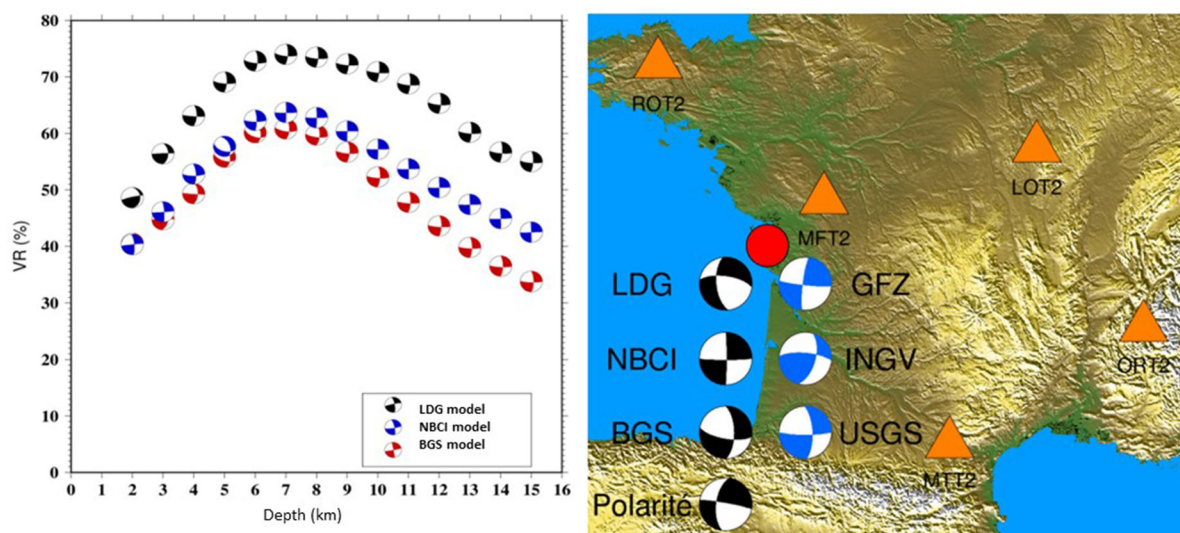 80
70
60
50
40
30
20
10
0
VR (%)
0 1 2 3 4 5 6 7 8 9 10 11 12 13 14 15 16
Depth (km)
LDG model
NBCI model
BGS model
ROT2
LOT2
MFT2
LDG GFZ
NBCI INGV
ORT2
BGS USGS
MTT2
Polarité